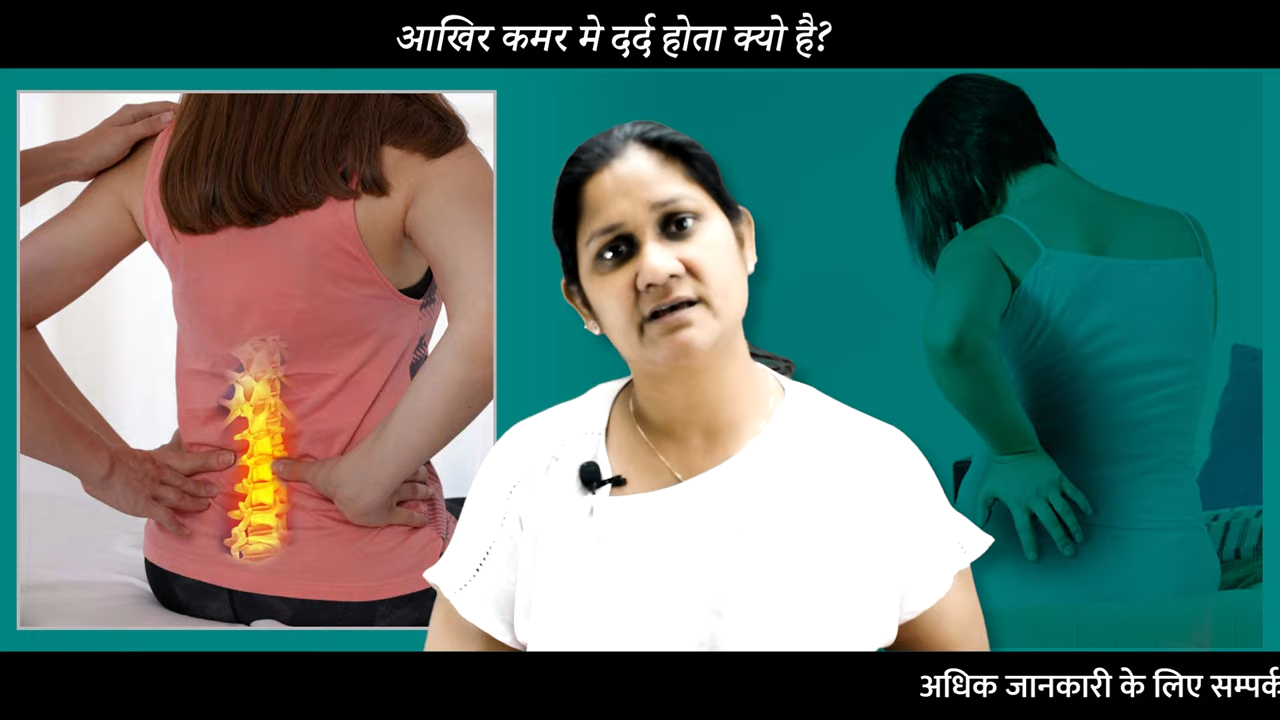 आखिर कमर मे दर्द होता क्यो है?
अधिक जानकारी के लिए सम्पर्क